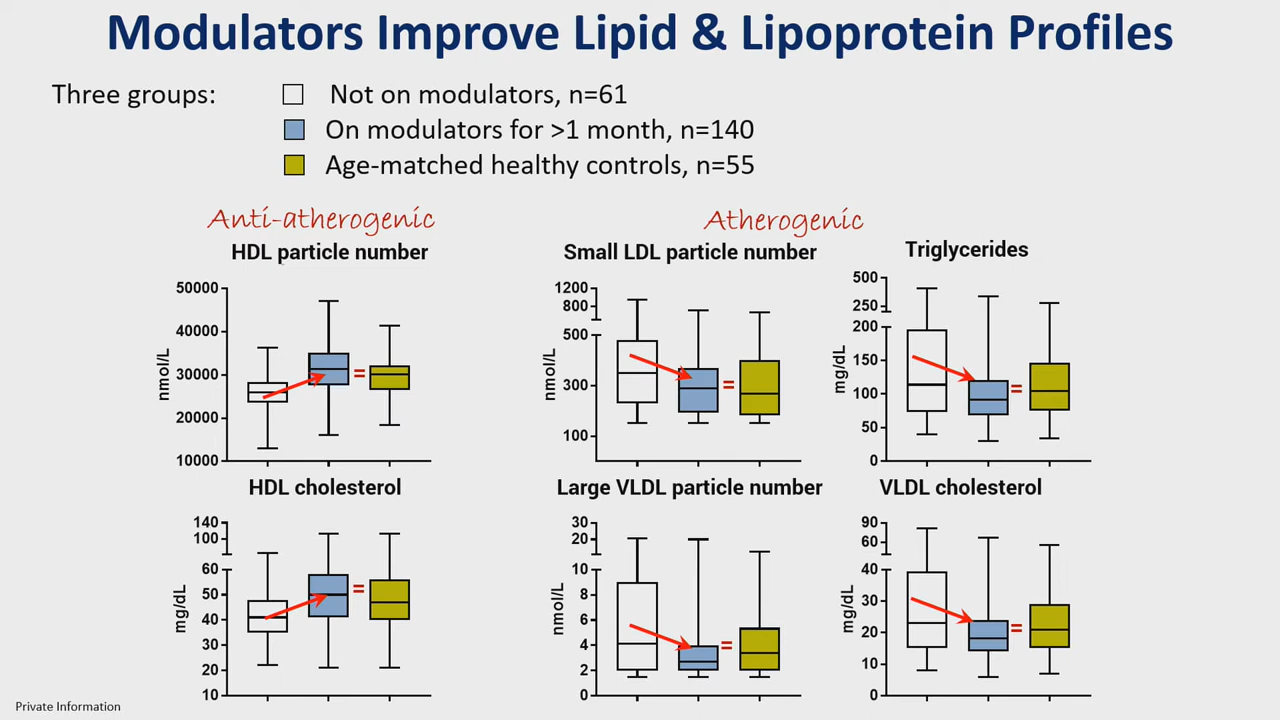 Modulators Improve Lipid & Lipoprotein Profiles
Three groups:
Not on modulators, n=61
On modulators for >1 month, n=140
Age-matched healthy controls, n=55
Anti-atherogenic
Atherogenic
HDL particle number
50000
40000
30000
20000
10000
nmol/L
=
Small LDL particle number
1200
800
500
300
100
nmol/L
=
Triglycerides
500
250
200
150
100
50
0
mg/dL
=
HDL cholesterol
140
100
60
50
40
30
20
10
mg/dL
=
Large VLDL particle number
30
20
10
8
6
4
2
0
nmol/L
=
VLDL cholesterol
90
60
40
30
20
10
0
mg/dL
=
Private Information